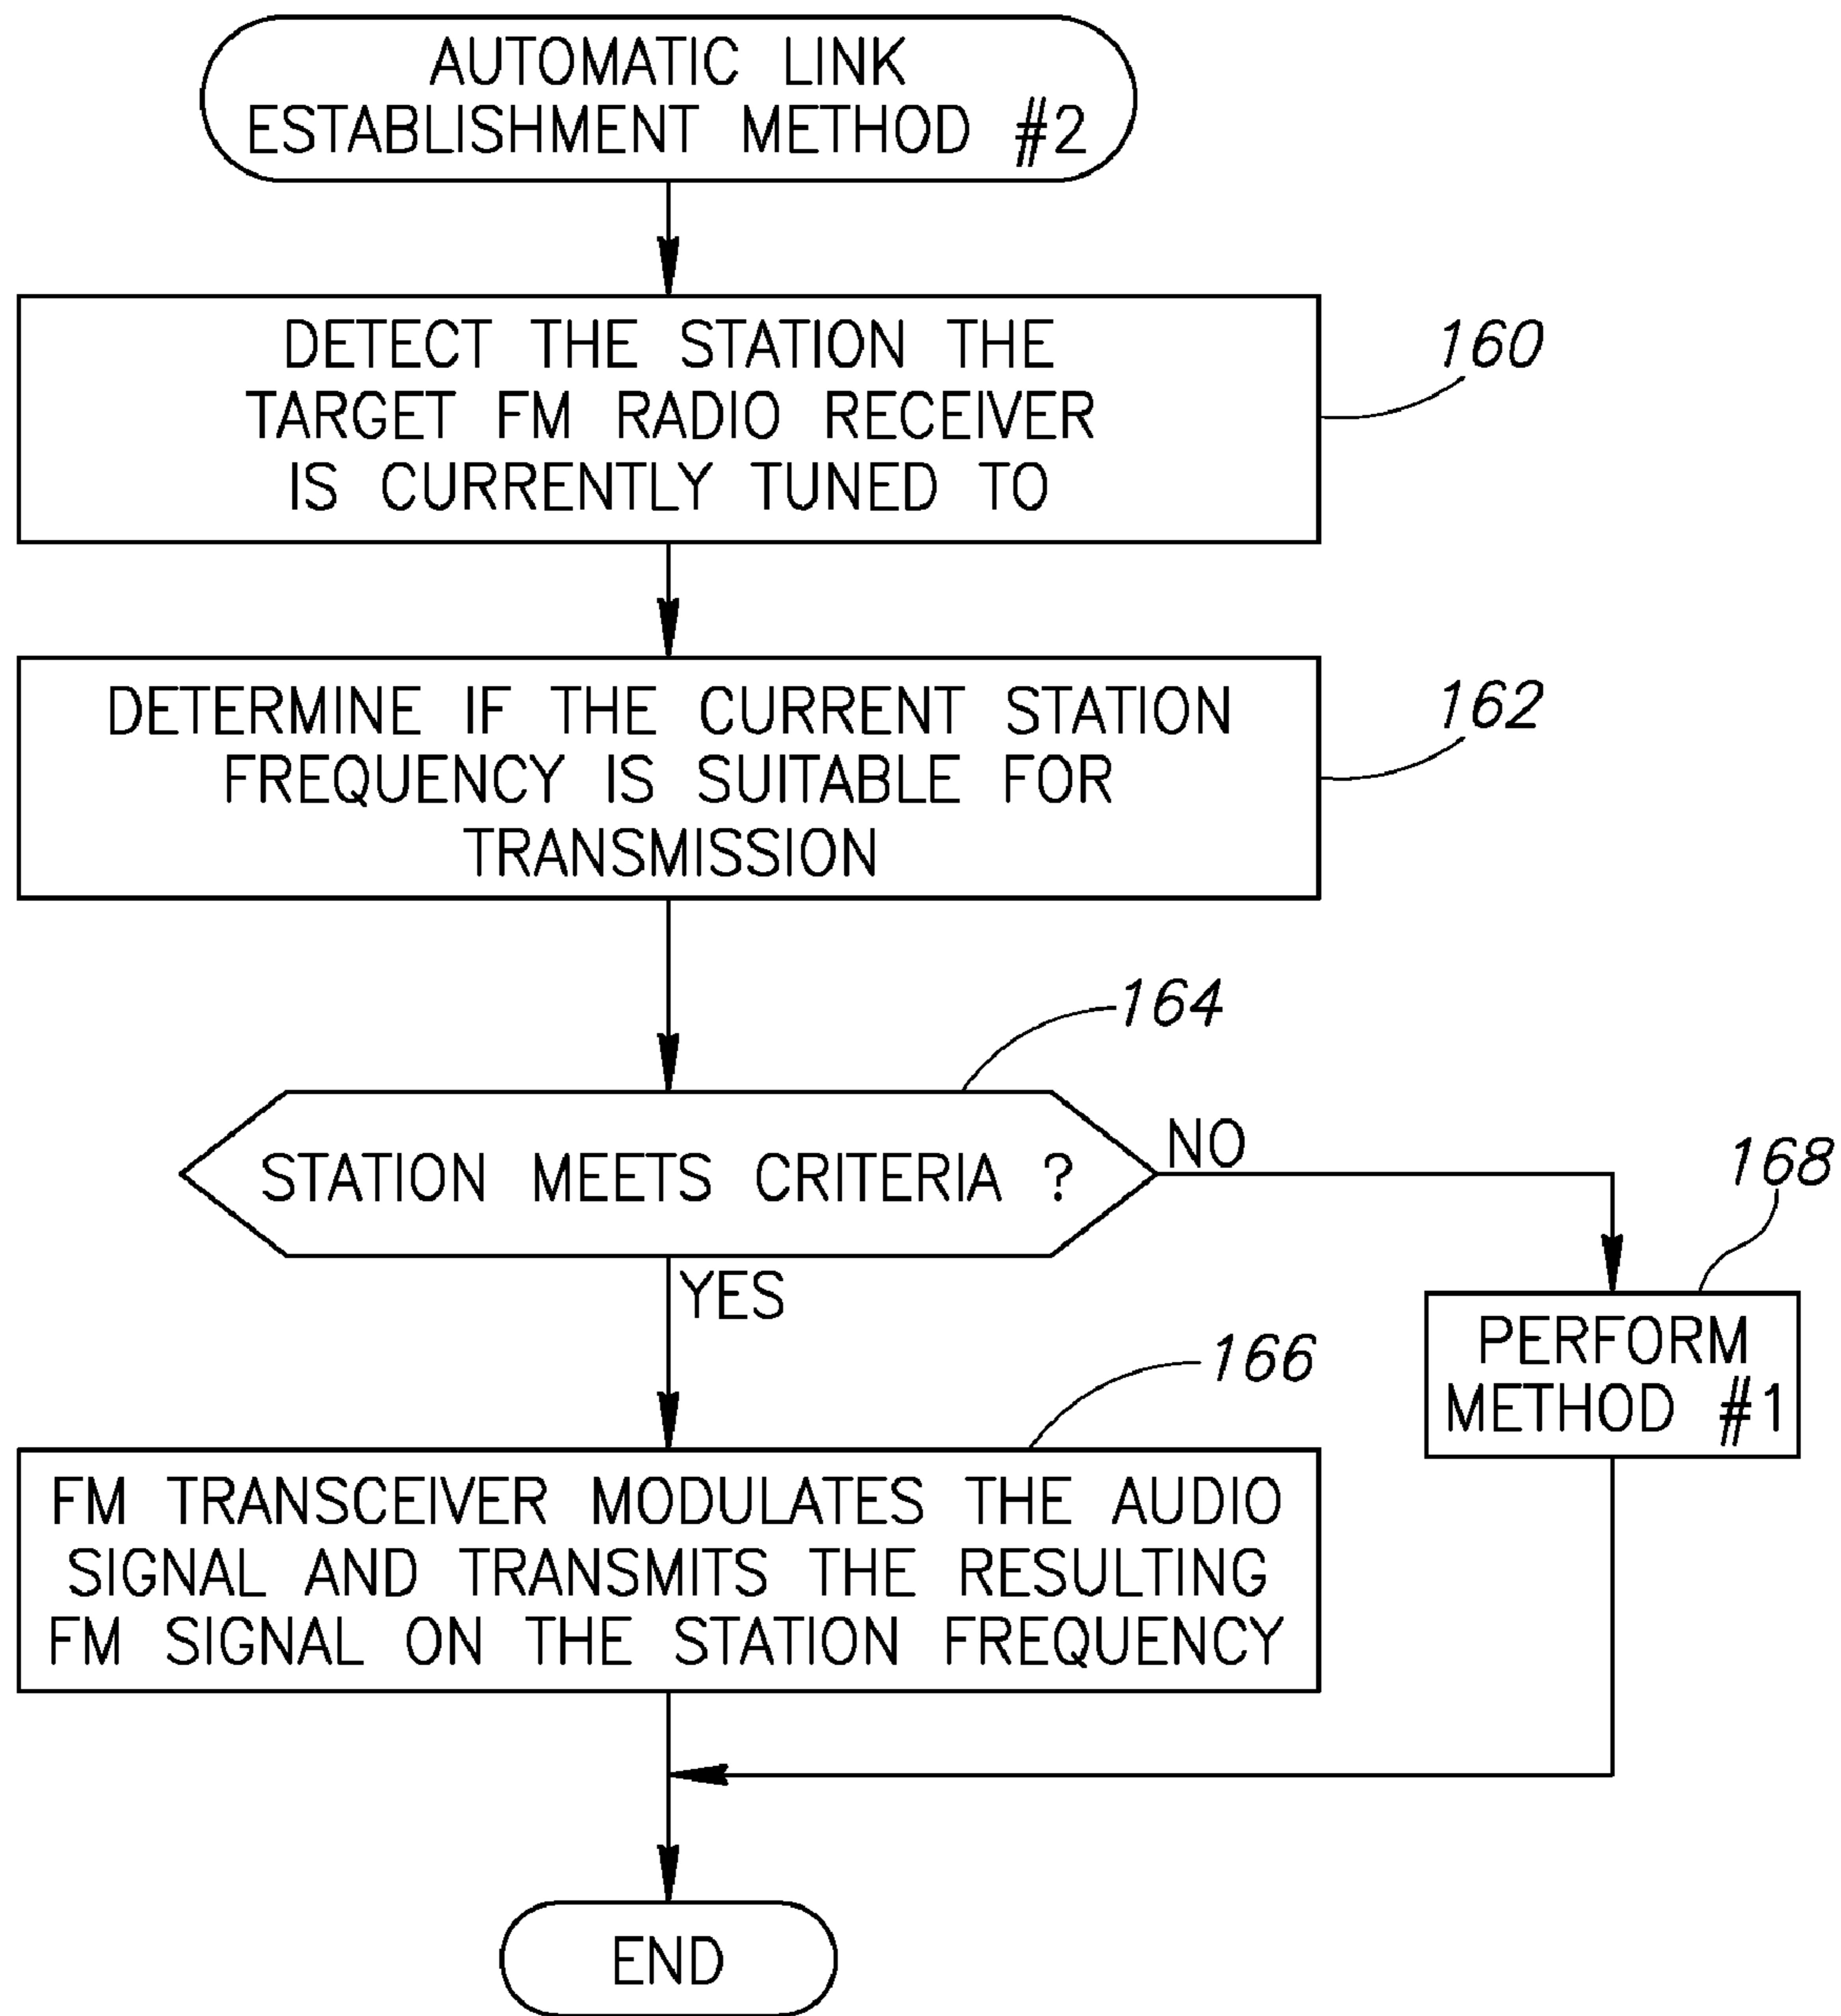 AUTOMATIC LINK
ESTABLISHMENT METHOD #2
DETECT THE STATION THE
TARGET FM RADIO RECEIVER
IS CURRENTLY TUNED TO
160
DETERMINE IF THE CURRENT STATION
FREQUENCY IS SUITABLE FOR
TRANSMISSION
162
164
STATION MEETS CRITERIA ?
NO
YES
168
PERFORM
METHOD #1
166
FM TRANSCEIVER MODULATES THE AUDIO
SIGNAL AND TRANSMITS THE RESULTING
FM SIGNAL ON THE STATION FREQUENCY
END